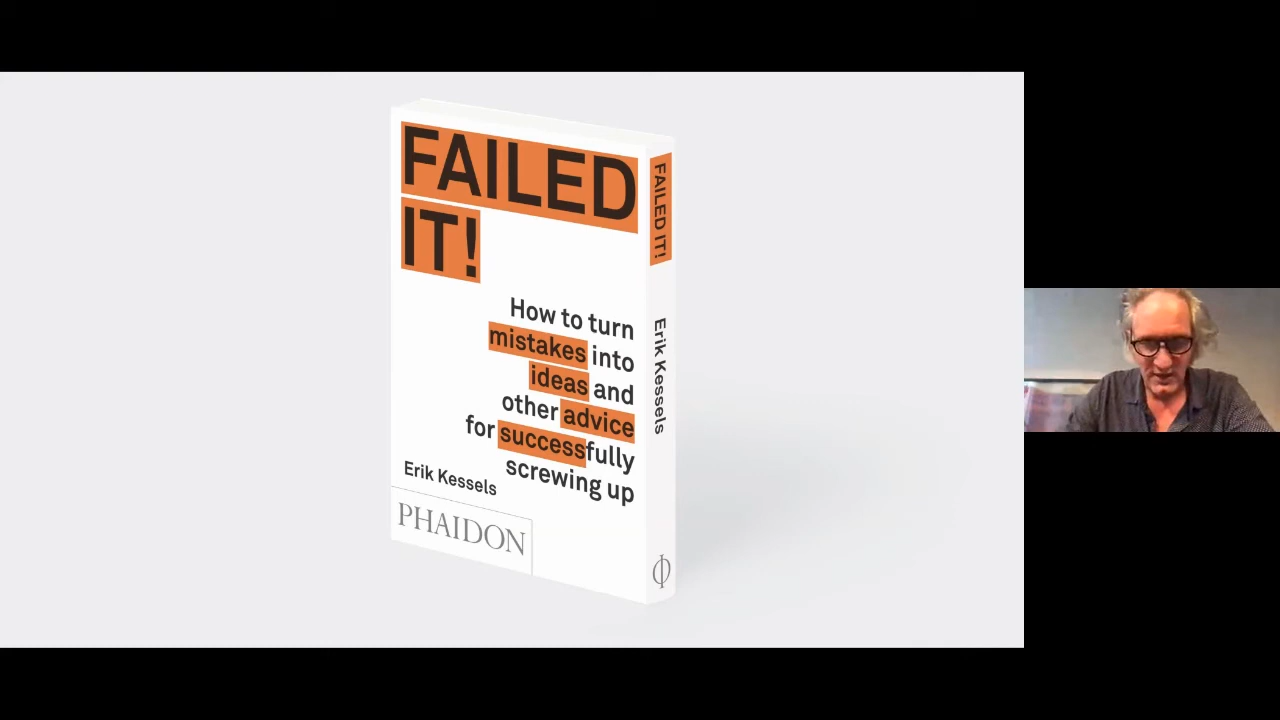 FAILED
IT!
How to turn
mistakes into
ideas and
other advice
for successfully
screwing up
Erik Kessels
PHAIDON
FAILED IT!
Erik Kessels